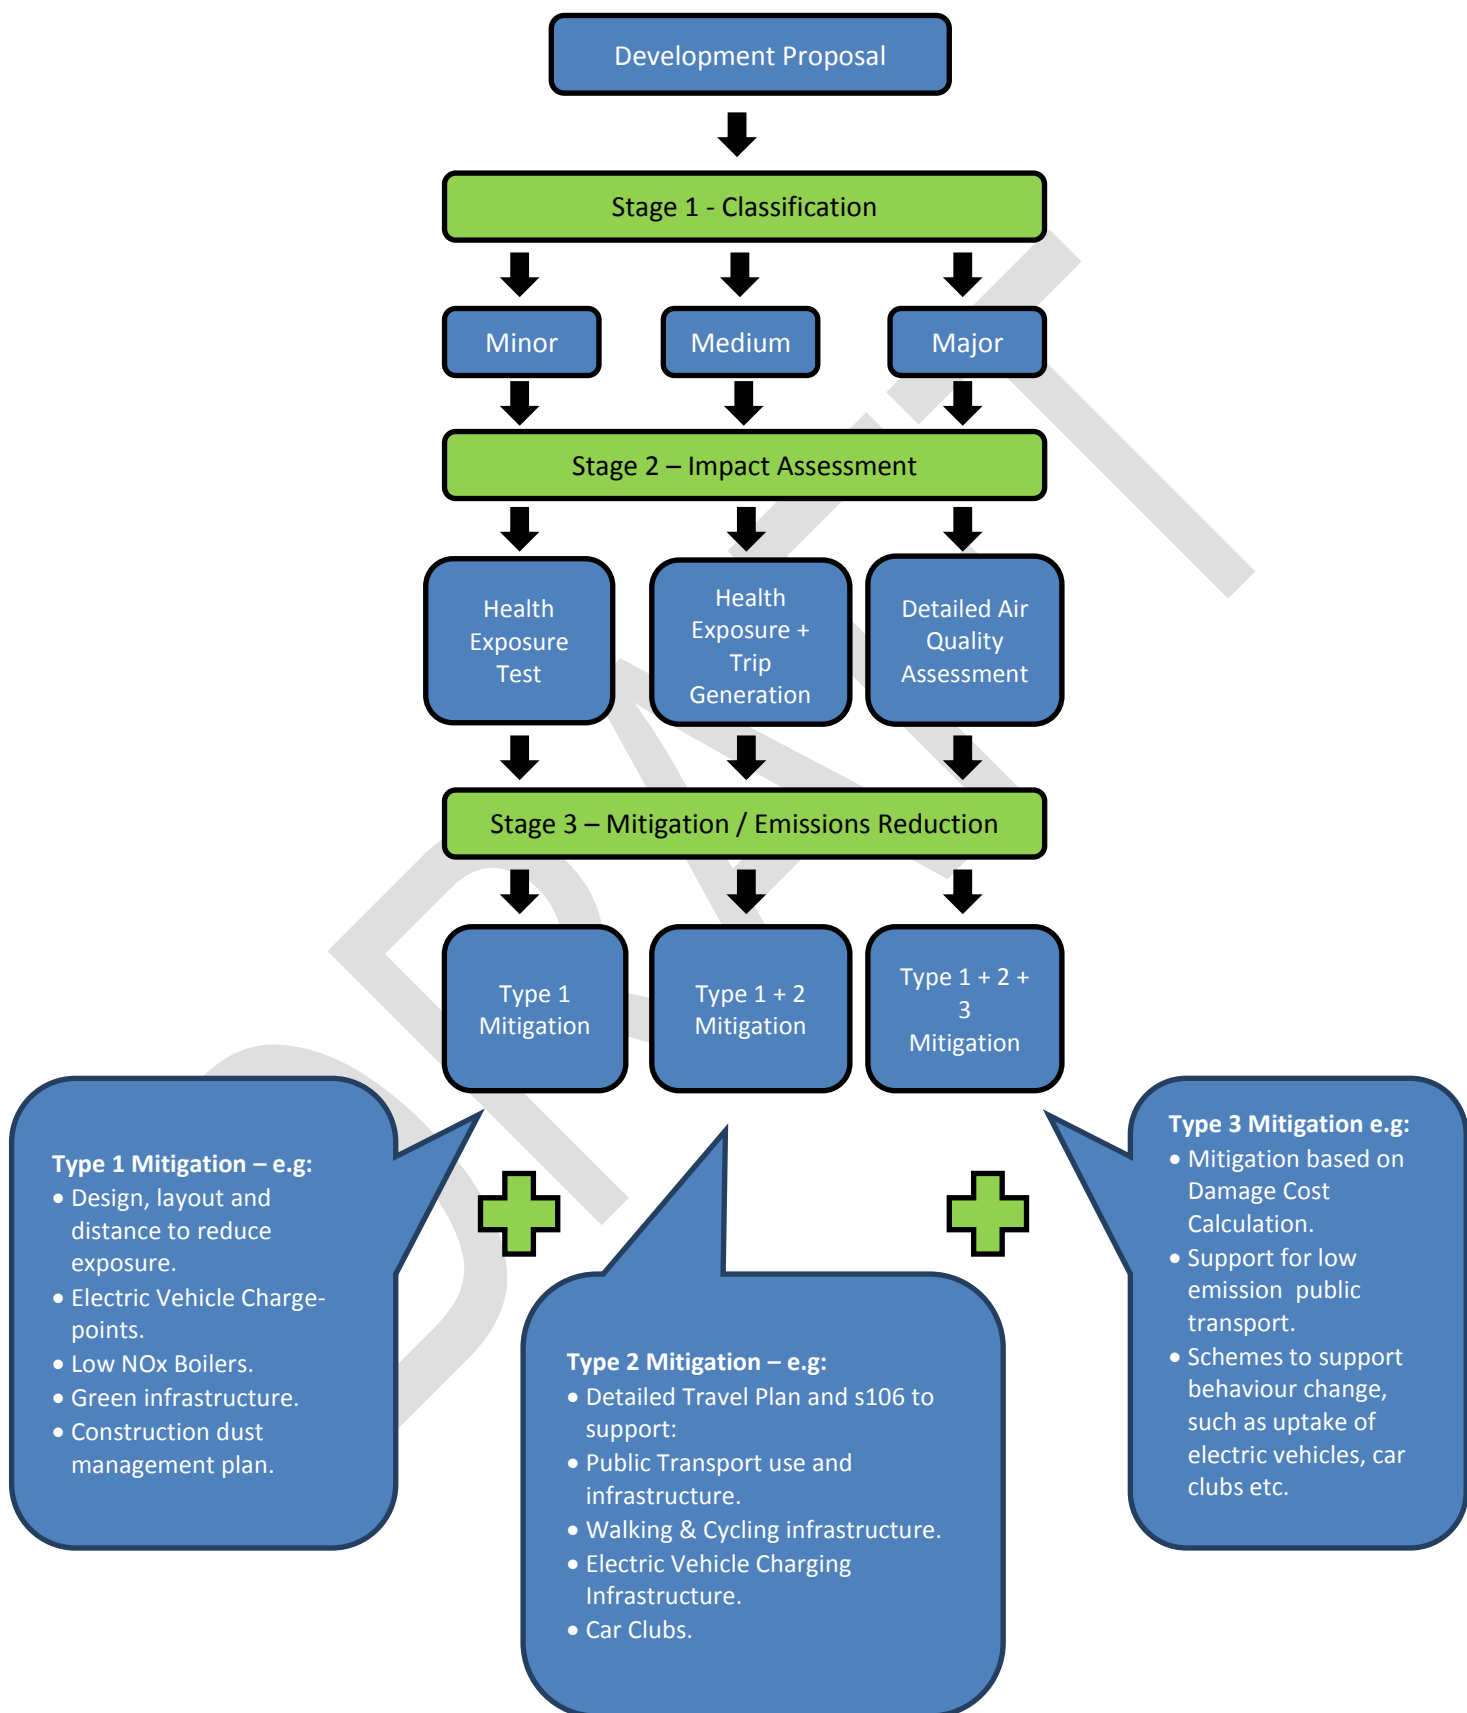 Development Proposal
Stage 1 - Classification
Minor
Medium
Major
Stage 2 – Impact Assessment
Health
Exposure
Test
Health
Exposure +
Trip
Generation
Detailed Air
Quality
Assessment
Stage 3 – Mitigation / Emissions Reduction
Type 1
Mitigation
Type 1 + 2
Mitigation
Type 1 + 2 +
3
Mitigation
Type 1 Mitigation – e.g:
• Design, layout and
distance to reduce
exposure.
• Electric Vehicle Charge-
points.
• Low NOx Boilers.
• Green infrastructure.
• Construction dust
management plan.
Type 2 Mitigation – e.g:
• Detailed Travel Plan and s106 to
support:
• Public Transport use and
infrastructure.
• Walking & Cycling infrastructure.
• Electric Vehicle Charging
Infrastructure.
• Car Clubs.
Type 3 Mitigation e.g:
• Mitigation based on
Damage Cost
Calculation.
• Support for low
emission  public
transport.
• Schemes to support
behaviour change,
such as uptake of
electric vehicles, car
clubs etc.
DRAFT